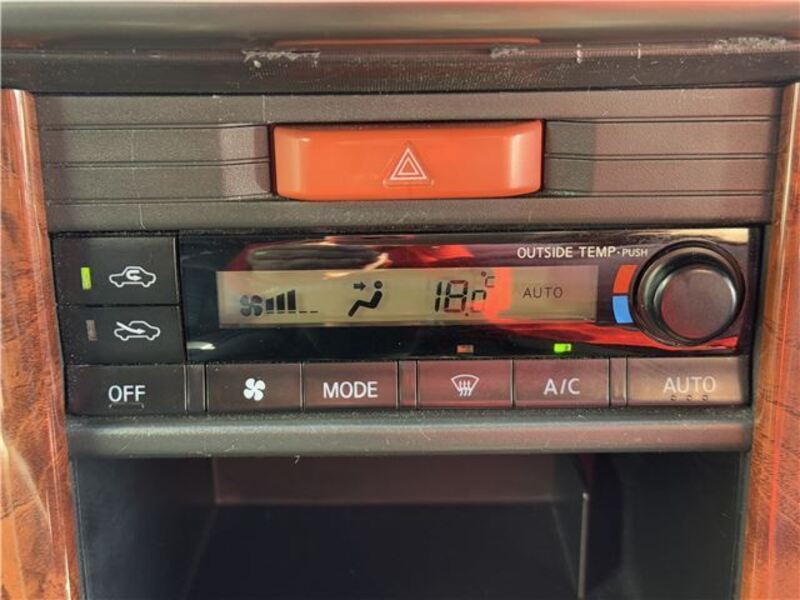 OUTSIDE TEMP·PUSH
18.0°C AUTO
OFF MODE A/C AUTO